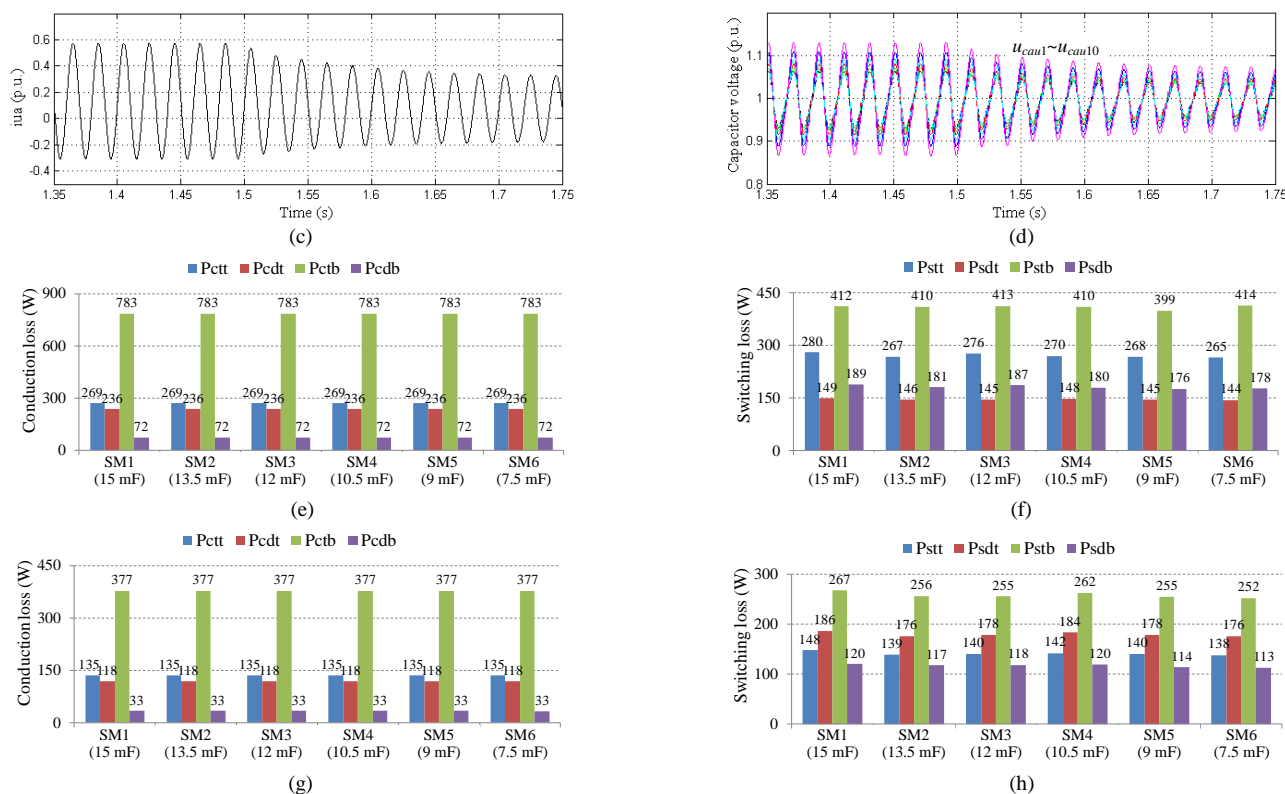 0.6
0.4
0.2
0
-0.2
-0.4
iua (p.u.)
1.35 1.4 1.45 1.5 1.55 1.6 1.65 1.7 1.75
Time (s)
(c)
1.1
1
0.9
0.8
Capacitor voltage (p.u.)
ucau1~ucau10
1.35 1.4 1.45 1.5 1.55 1.6 1.65 1.7 1.75
Time (s)
(d)
Pctt Pcdt Pctb Pcdb
Conduction loss (W)
900
600
300
0
783 783 783 783 783 783
269 236 72 269 236 72 269 236 72 269 236 72 269 236 72 269 236 72
SM1 SM2 SM3 SM4 SM5 SM6
(15 mF) (13.5 mF) (12 mF) (10.5 mF) (9 mF) (7.5 mF)
(e)
Pstt Psdt Pstb Psdb
Switching loss (W)
450
300
150
0
412 410 413 410 399 414
280 267 276 270 268 265
149 189 146 181 145 187 148 180 145 176 144 178
SM1 SM2 SM3 SM4 SM5 SM6
(15 mF) (13.5 mF) (12 mF) (10.5 mF) (9 mF) (7.5 mF)
(f)
Pctt Pcdt Pctb Pcdb
Conduction loss (W)
450
300
150
0
377 377 377 377 377 377
135 118 33 135 118 33 135 118 33 135 118 33 135 118 33 135 118 33
SM1 SM2 SM3 SM4 SM5 SM6
(15 mF) (13.5 mF) (12 mF) (10.5 mF) (9 mF) (7.5 mF)
(g)
Pstt Psdt Pstb Psdb
Switching loss (W)
300
200
100
0
267 256 255 262 255 252
148 186 120 139 176 117 140 178 118 142 184 120 140 178 114 138 176 113
SM1 SM2 SM3 SM4 SM5 SM6
(15 mF) (13.5 mF) (12 mF) (10.5 mF) (9 mF) (7.5 mF)
(h)